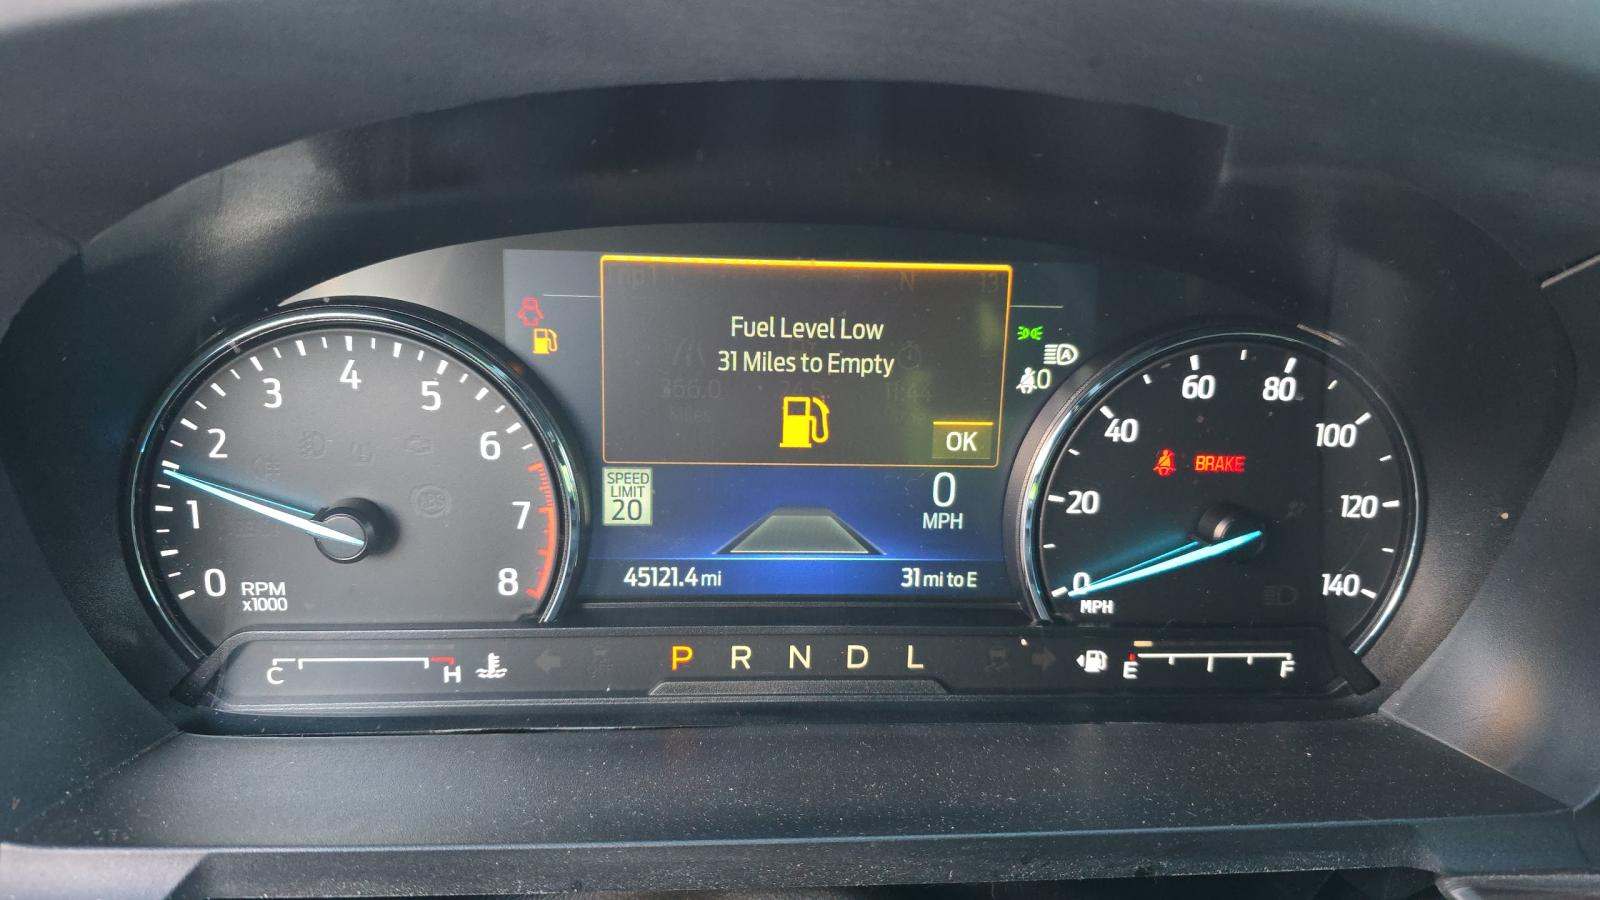 Fuel Level Low
31 Miles to Empty
OK
SPEED
LIMIT
20
0
MPH
45121.4 mi
31 mi to E
0
1
2
3
4
5
6
7
8
RPM
x1000
0
20
40
60
80
100
120
140
MPH
BRAKE
C
H
P R N D L
E
F